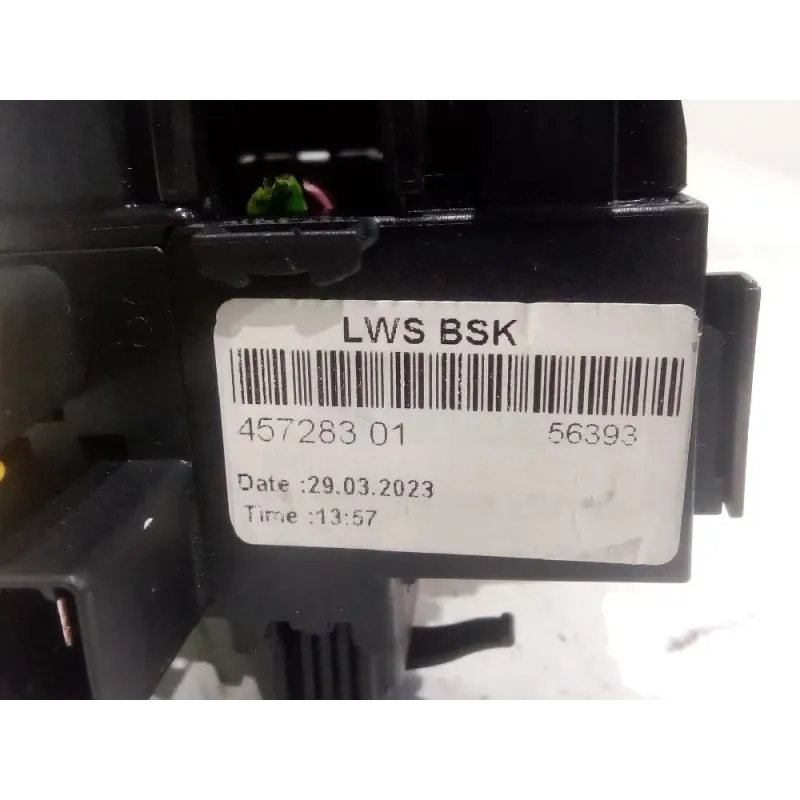 LWS BSK
457283 01 56393
Date :29.03.2023
Time :13:57